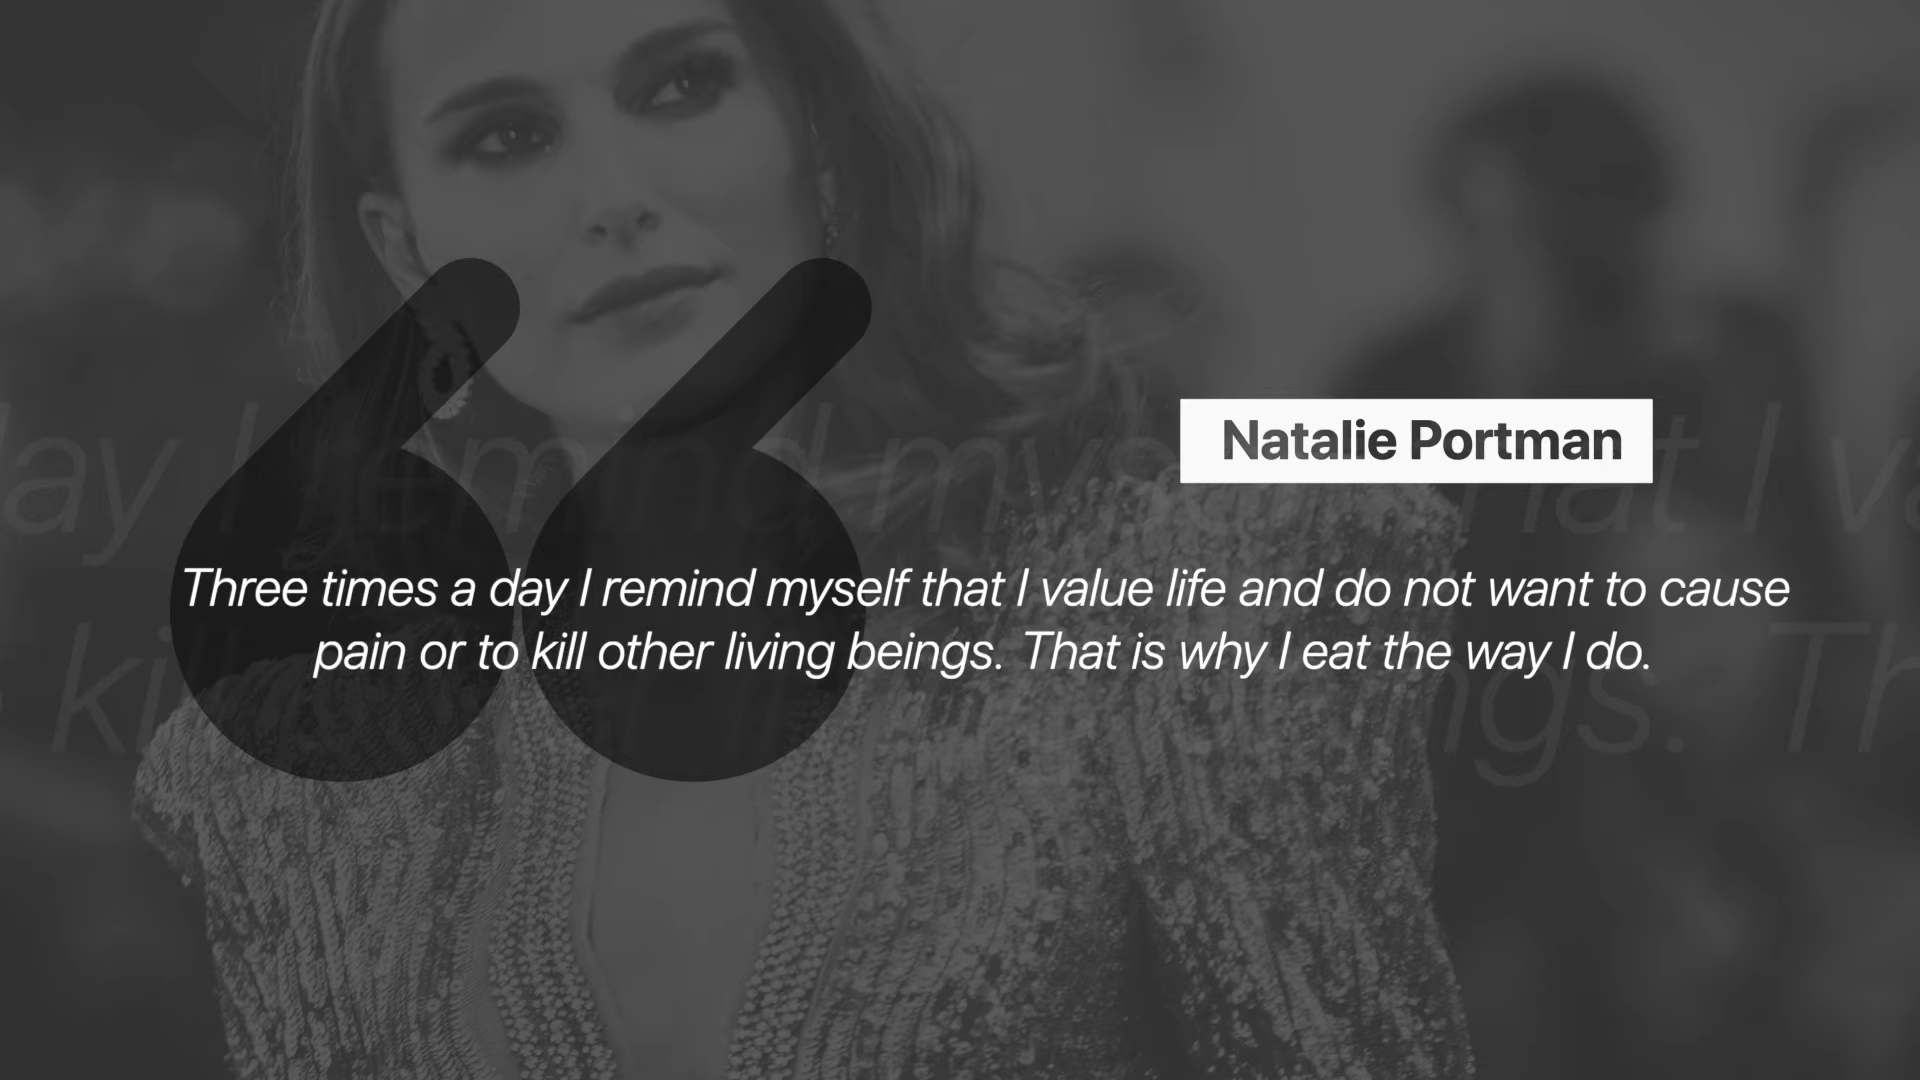 Natalie Portman
Three times a day I remind myself that I value life and do not want to cause
pain or to kill other living beings. That is why I eat the way I do.